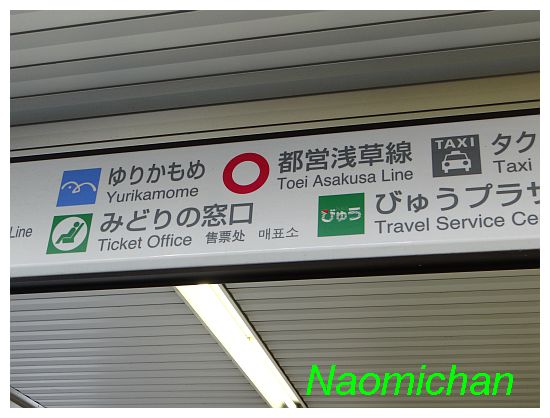 ゆりかもめ
Yurikamome
都営浅草線
Toei Asakusa Line
TAXI
タク
Taxi
Line
みどりの窓口
Ticket Office 售票处 매표소
びゅう
びゅうプラザ
Travel Service Ce
Naomichan